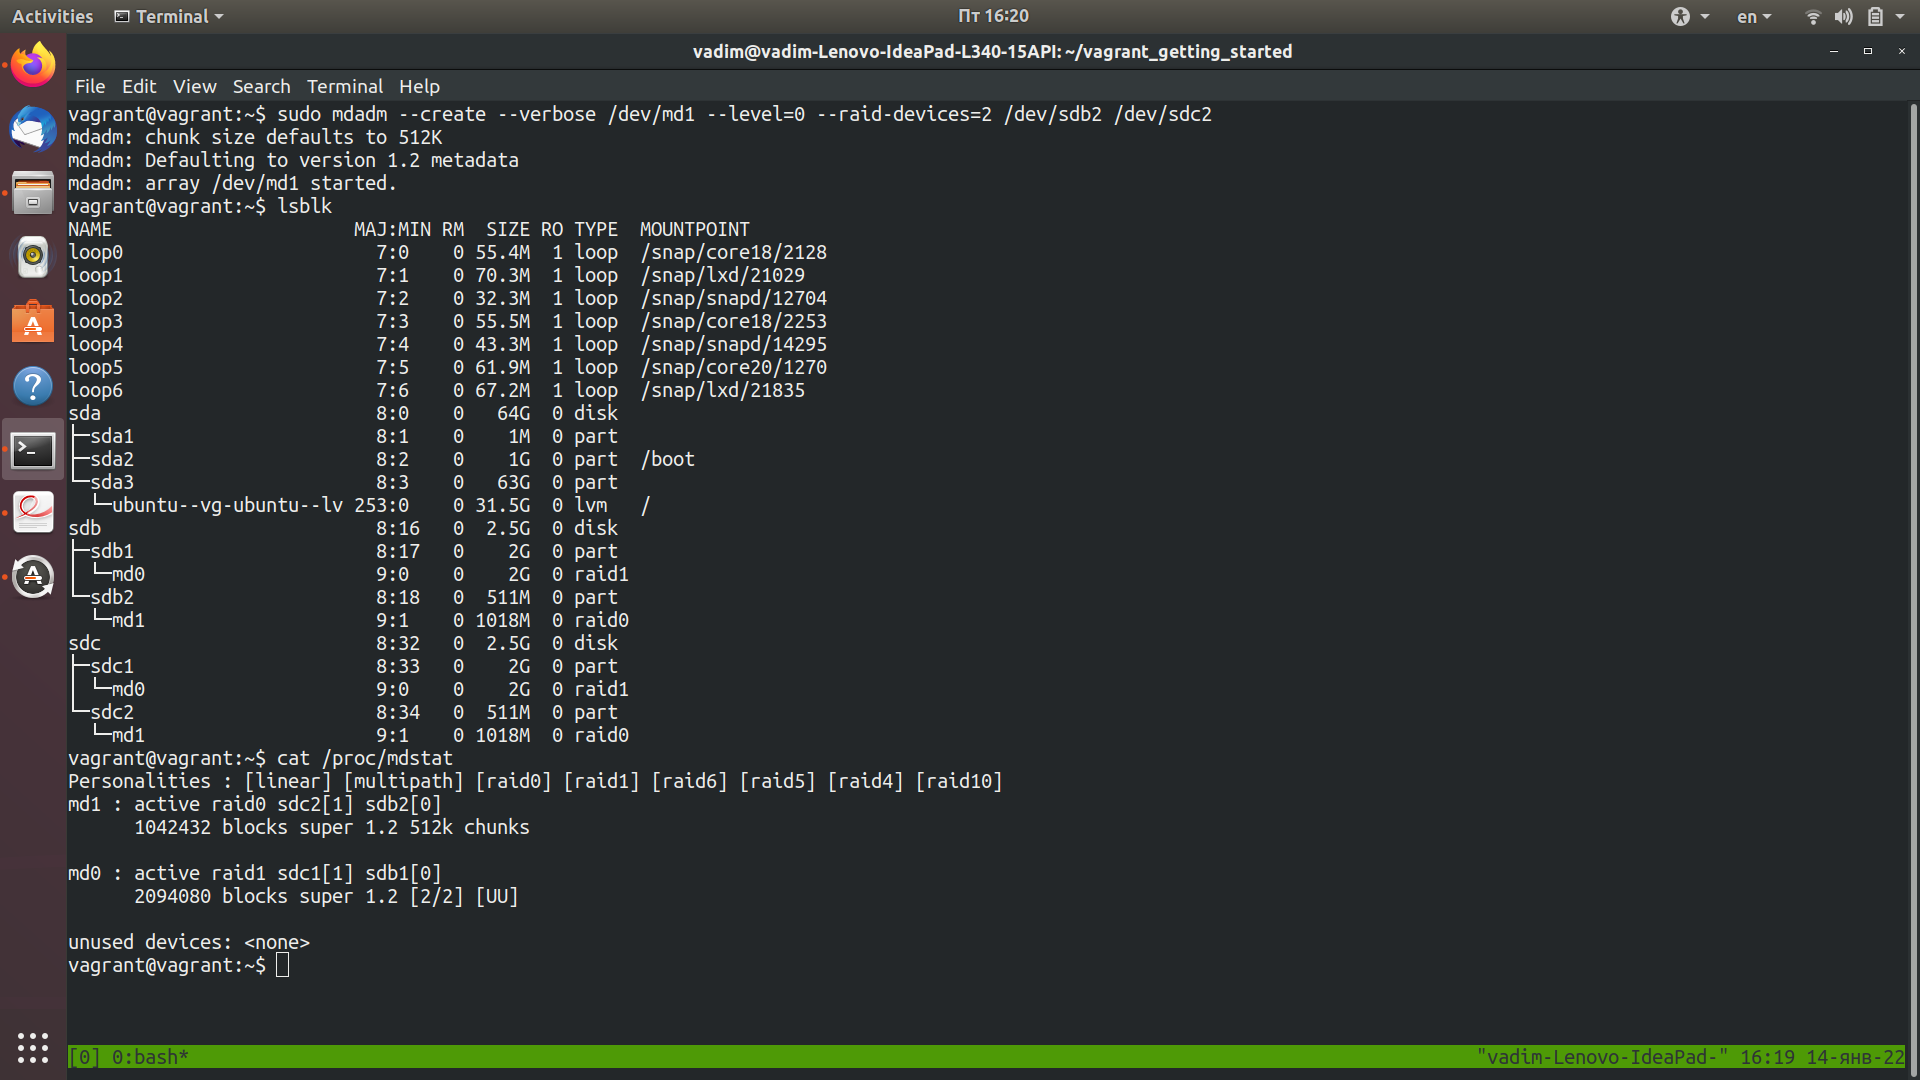 Activities Terminal Пт 16:20 en
vadim@vadim-Lenovo-IdeaPad-L340-15API: ~/vagrant_getting_started
File Edit View Search Terminal Help
vagrant@vagrant:~$ sudo mdadm --create --verbose /dev/md1 --level=0 --raid-devices=2 /dev/sdb2 /dev/sdc2
mdadm: chunk size defaults to 512K
mdadm: Defaulting to version 1.2 metadata
mdadm: array /dev/md1 started.
vagrant@vagrant:~$ lsblk
NAME                      MAJ:MIN RM  SIZE RO TYPE  MOUNTPOINT
loop0                       7:0    0 55.4M  1 loop  /snap/core18/2128
loop1                       7:1    0 70.3M  1 loop  /snap/lxd/21029
loop2                       7:2    0 32.3M  1 loop  /snap/snapd/12704
loop3                       7:3    0 55.5M  1 loop  /snap/core18/2253
loop4                       7:4    0 43.3M  1 loop  /snap/snapd/14295
loop5                       7:5    0 61.9M  1 loop  /snap/core20/1270
loop6                       7:6    0 67.2M  1 loop  /snap/lxd/21835
sda                         8:0    0   64G  0 disk
├─sda1                      8:1    0    1M  0 part
├─sda2                      8:2    0    1G  0 part  /boot
└─sda3                      8:3    0   63G  0 part
  └─ubuntu--vg-ubuntu--lv 253:0    0 31.5G  0 lvm   /
sdb                         8:16   0  2.5G  0 disk
├─sdb1                      8:17   0    2G  0 part
│ └─md0                     9:0    0    2G  0 raid1
└─sdb2                      8:18   0  511M  0 part
  └─md1                     9:1    0 1018M  0 raid0
sdc                         8:32   0  2.5G  0 disk
├─sdc1                      8:33   0    2G  0 part
│ └─md0                     9:0    0    2G  0 raid1
└─sdc2                      8:34   0  511M  0 part
  └─md1                     9:1    0 1018M  0 raid0
vagrant@vagrant:~$ cat /proc/mdstat
Personalities : [linear] [multipath] [raid0] [raid1] [raid6] [raid5] [raid4] [raid10]
md1 : active raid0 sdc2[1] sdb2[0]
      1042432 blocks super 1.2 512k chunks
md0 : active raid1 sdc1[1] sdb1[0]
      2094080 blocks super 1.2 [2/2] [UU]
unused devices: <none>
vagrant@vagrant:~$
[0] 0:bash* "vadim-Lenovo-IdeaPad-" 16:19 14-янв-22